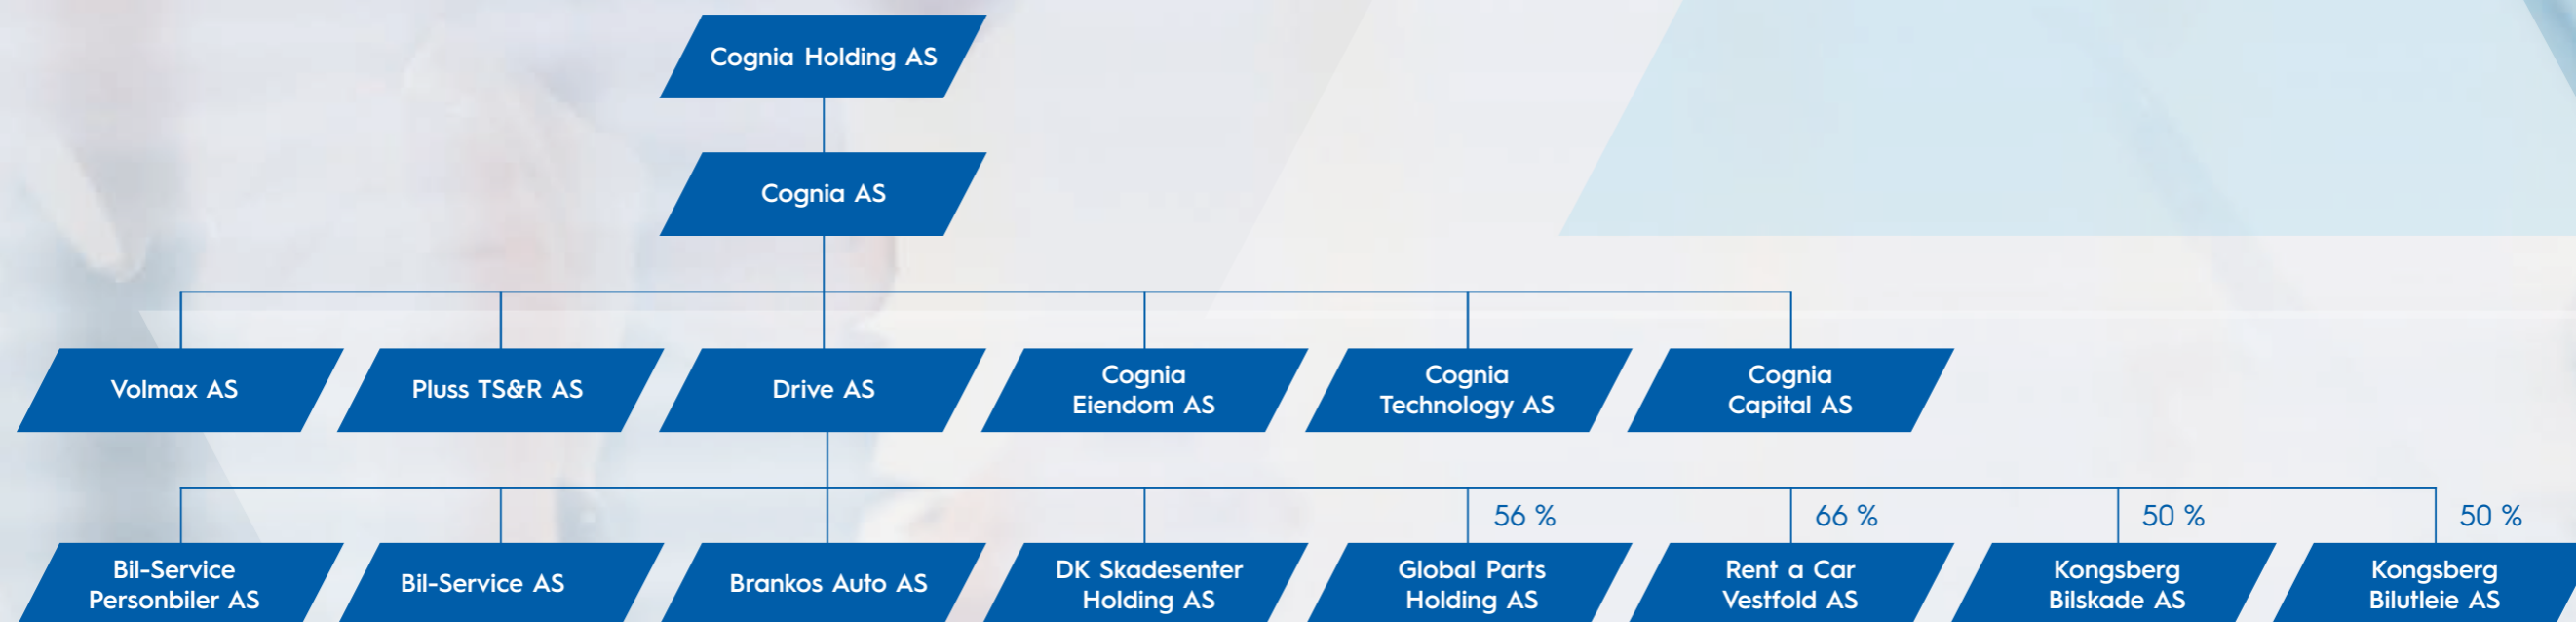 Cognia Holding AS
Cognia AS
Volmax AS
Pluss TS&R AS
Drive AS
Cognia
Eiendom AS
Cognia
Technology AS
Cognia
Capital AS
56 %
66 %
50 %
50 %
Bil-Service
Personbiler AS
Bil-Service AS
Brankos Auto AS
DK Skadesenter
Holding AS
Global Parts
Holding AS
Rent a Car
Vestfold AS
Kongsberg
Bilskade AS
Kongsberg
Bilutleie AS